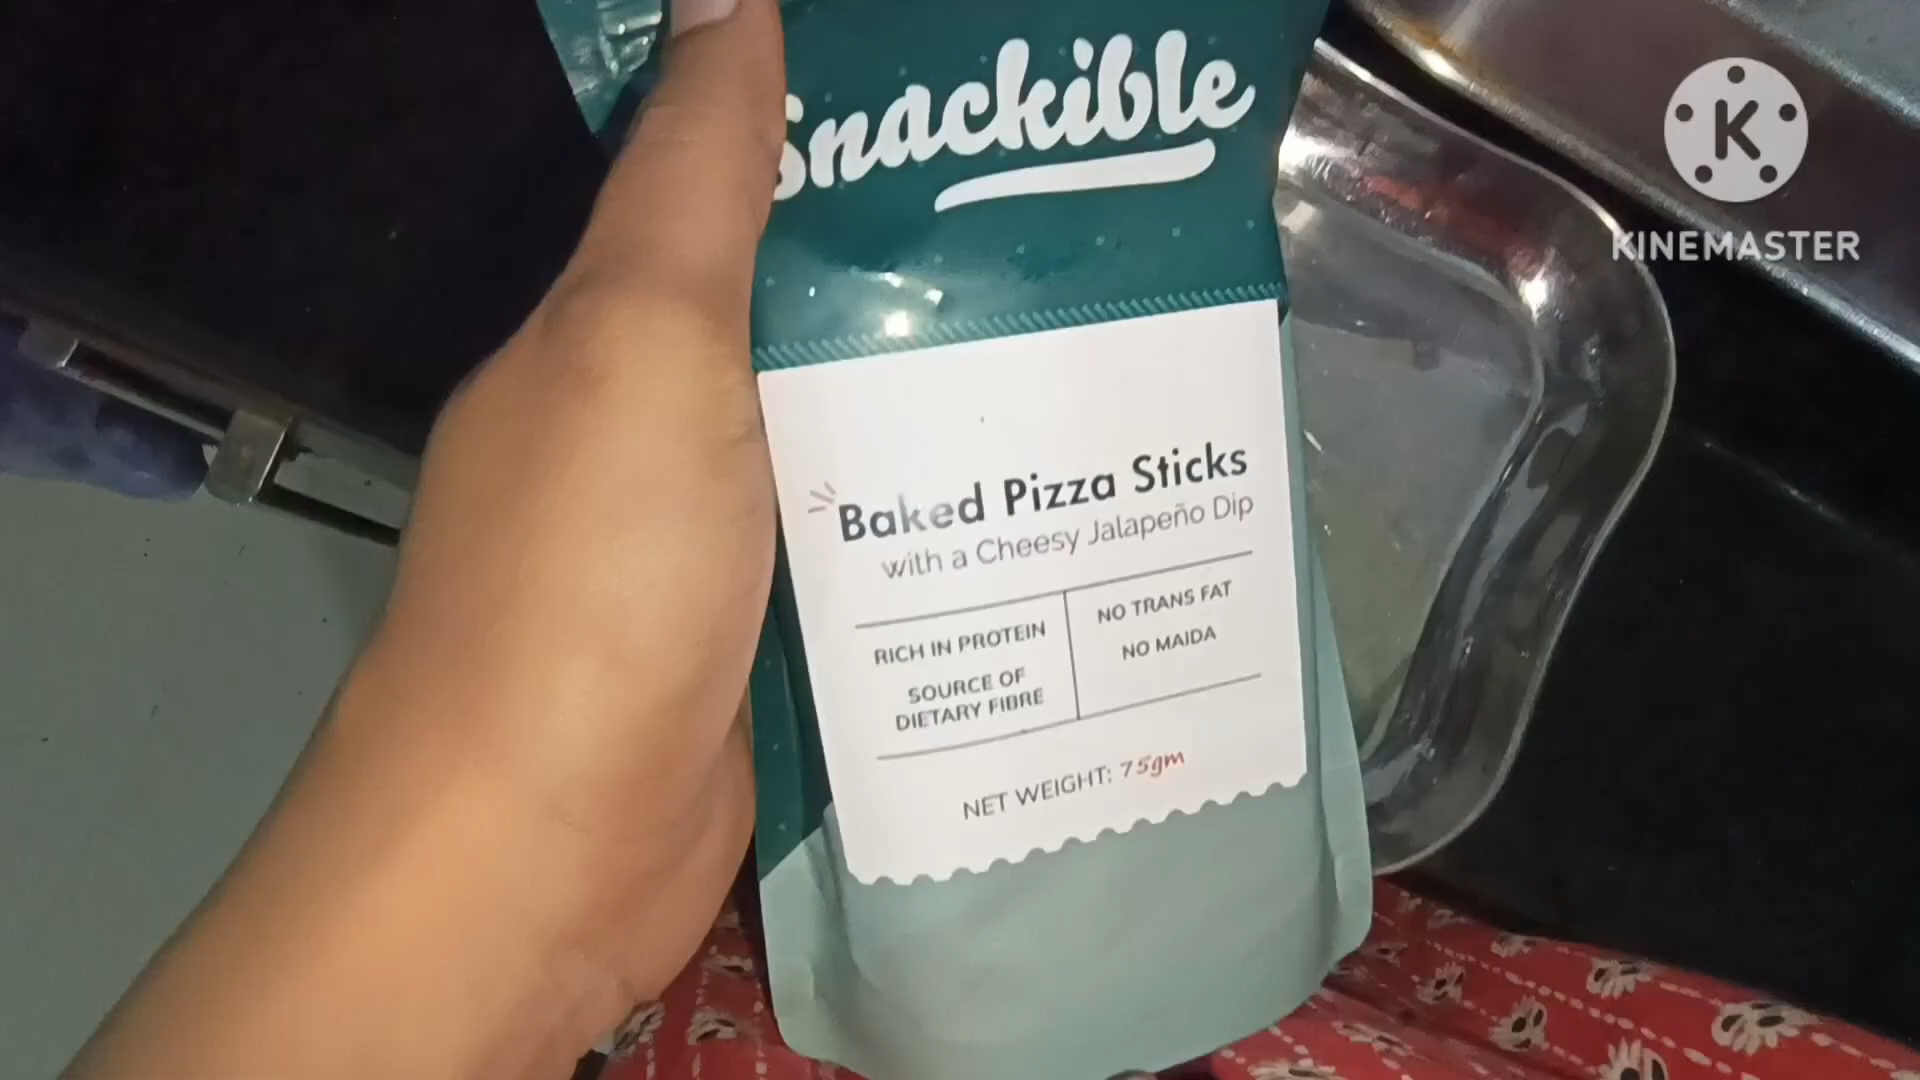 Snackible
K
KINEMASTER
Baked Pizza Sticks
with a Cheesy Jalapeño Dip
RICH IN PROTEIN
SOURCE OF
DIETARY FIBRE
NO TRANS FAT
NO MAIDA
NET WEIGHT: 75gm